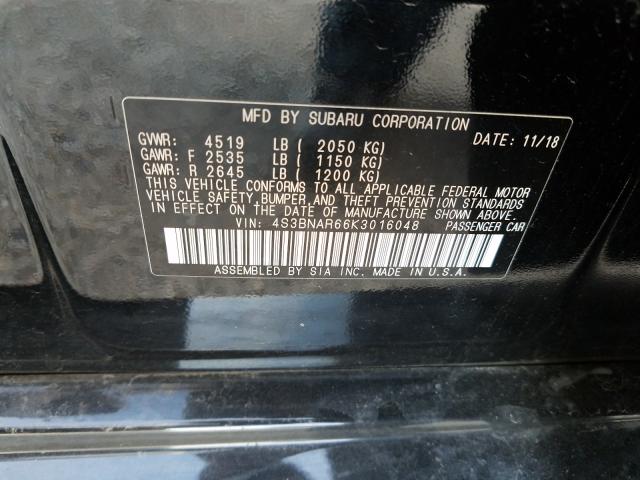 MFD BY SUBARU CORPORATION
GVWR: 4519 LB ( 2050 KG) DATE: 11/18
GAWR: F 2535 LB ( 1150 KG)
GAWR: R 2645 LB ( 1200 KG)
THIS VEHICLE CONFORMS TO ALL APPLICABLE FEDERAL MOTOR
VEHICLE SAFETY, BUMPER, AND THEFT PREVENTION STANDARDS
IN EFFECT ON THE DATE OF MANUFACTURE SHOWN ABOVE.
VIN: 4S3BNAR66K3016048 PASSENGER CAR
ASSEMBLED BY SIA INC. MADE IN U.S.A.